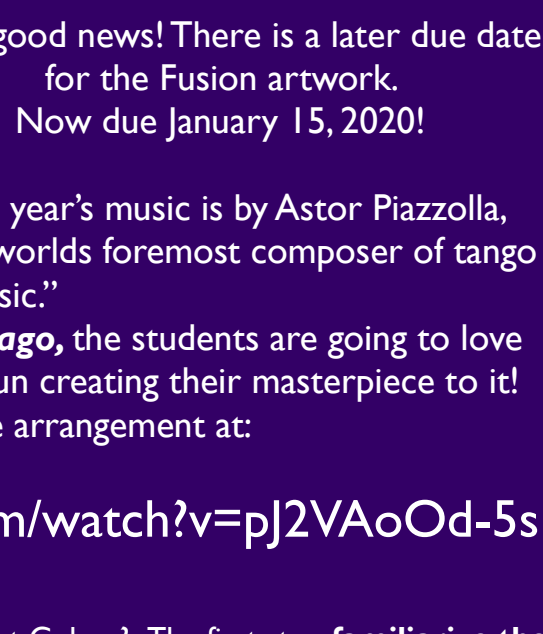 good news! There is a later due date
for the Fusion artwork.
Now due January 15, 2020!
year’s music is by Astor Piazzolla,
worlds foremost composer of tango
sic.”
ago, the students are going to love
un creating their masterpiece to it!
e arrangement at:
m/watch?v=pJ2VAoOd-5s